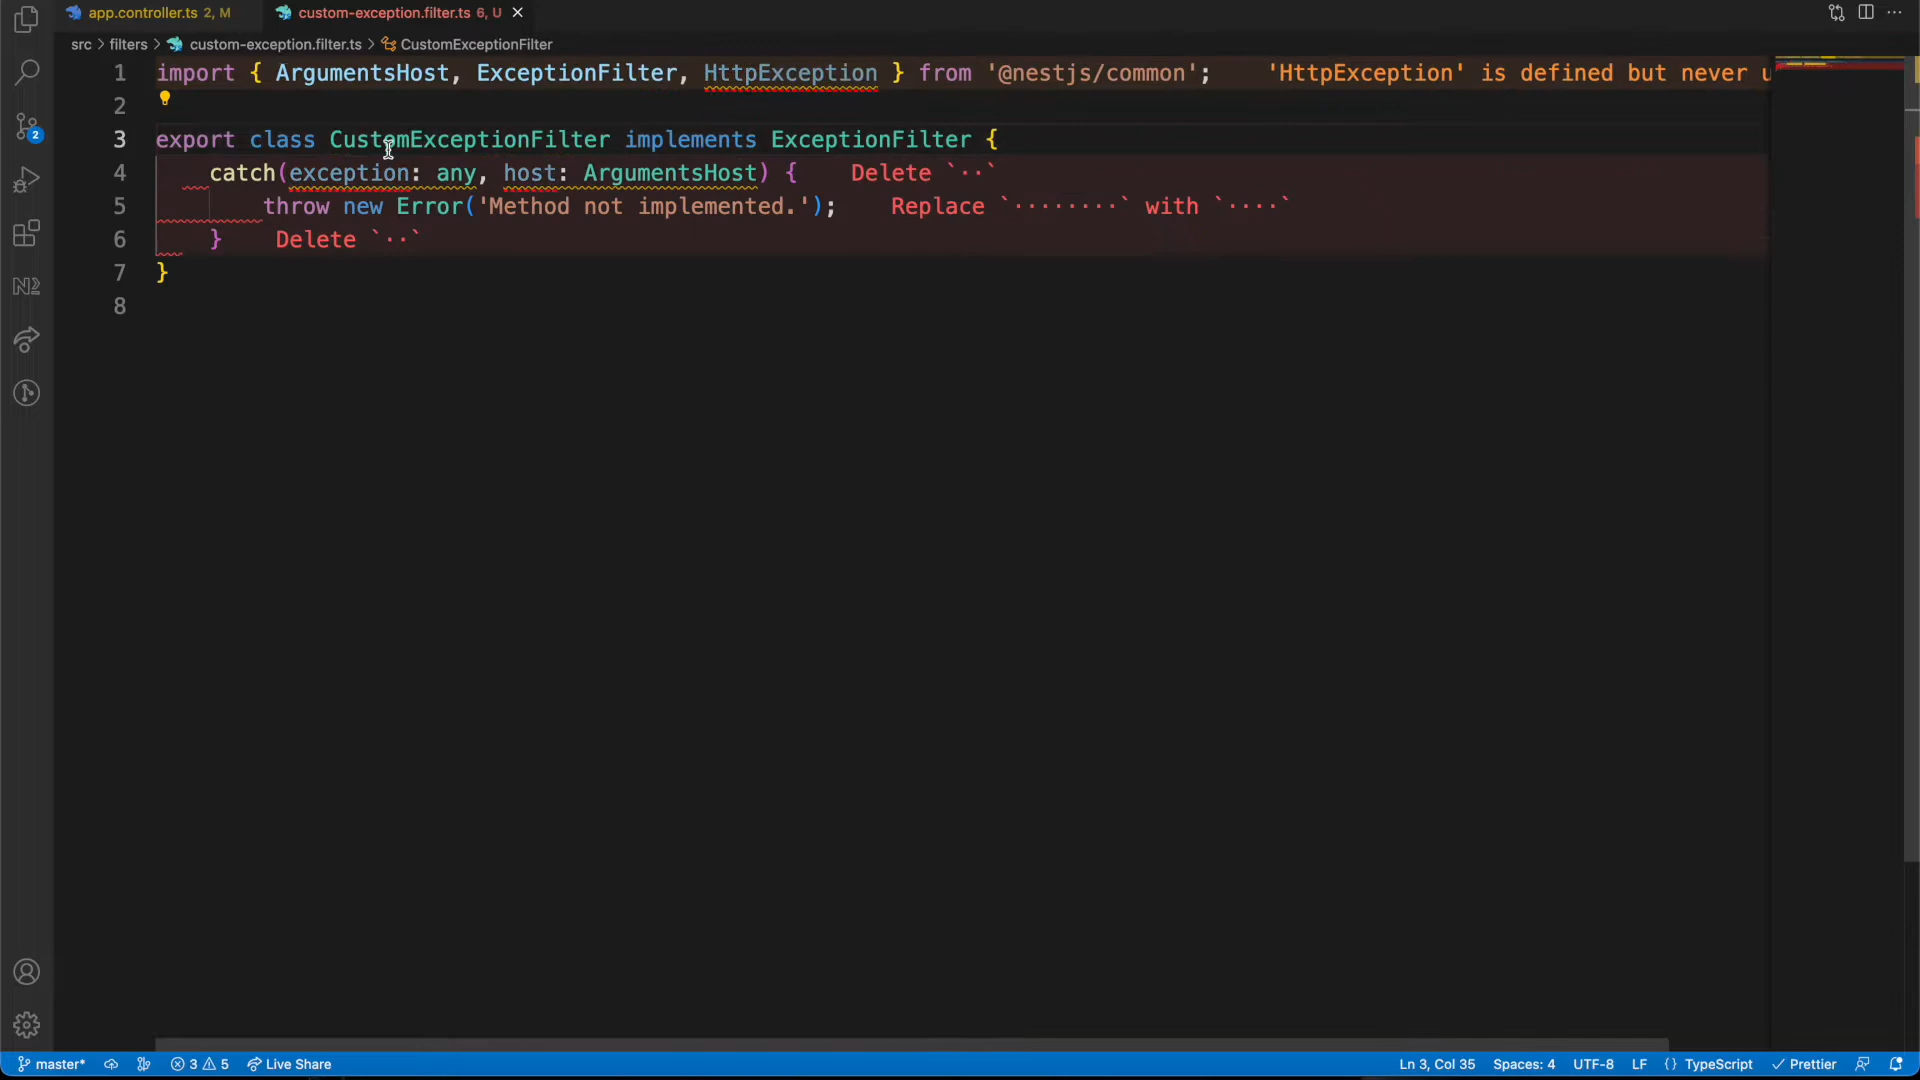 app.controller.ts 2, M
custom-exception.filter.ts 6, U
src > filters > custom-exception.filter.ts > CustomExceptionFilter
1 import { ArgumentsHost, ExceptionFilter, HttpException } from '@nestjs/common'; 'HttpException' is defined but never u
2
3 export class CustomExceptionFilter implements ExceptionFilter {
4 catch(exception: any, host: ArgumentsHost) { Delete `··`
5 throw new Error('Method not implemented.'); Replace `········` with `····`
6 } Delete `··`
7 }
8
2
master* 3 5 Live Share Ln 3, Col 35 Spaces: 4 UTF-8 LF {} TypeScript Prettier